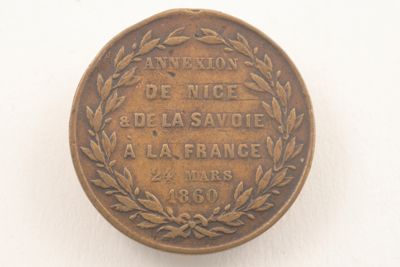 ANNEXION
DE NICE
& DE LA SAVOIE
À LA FRANCE
24 MARS
1860